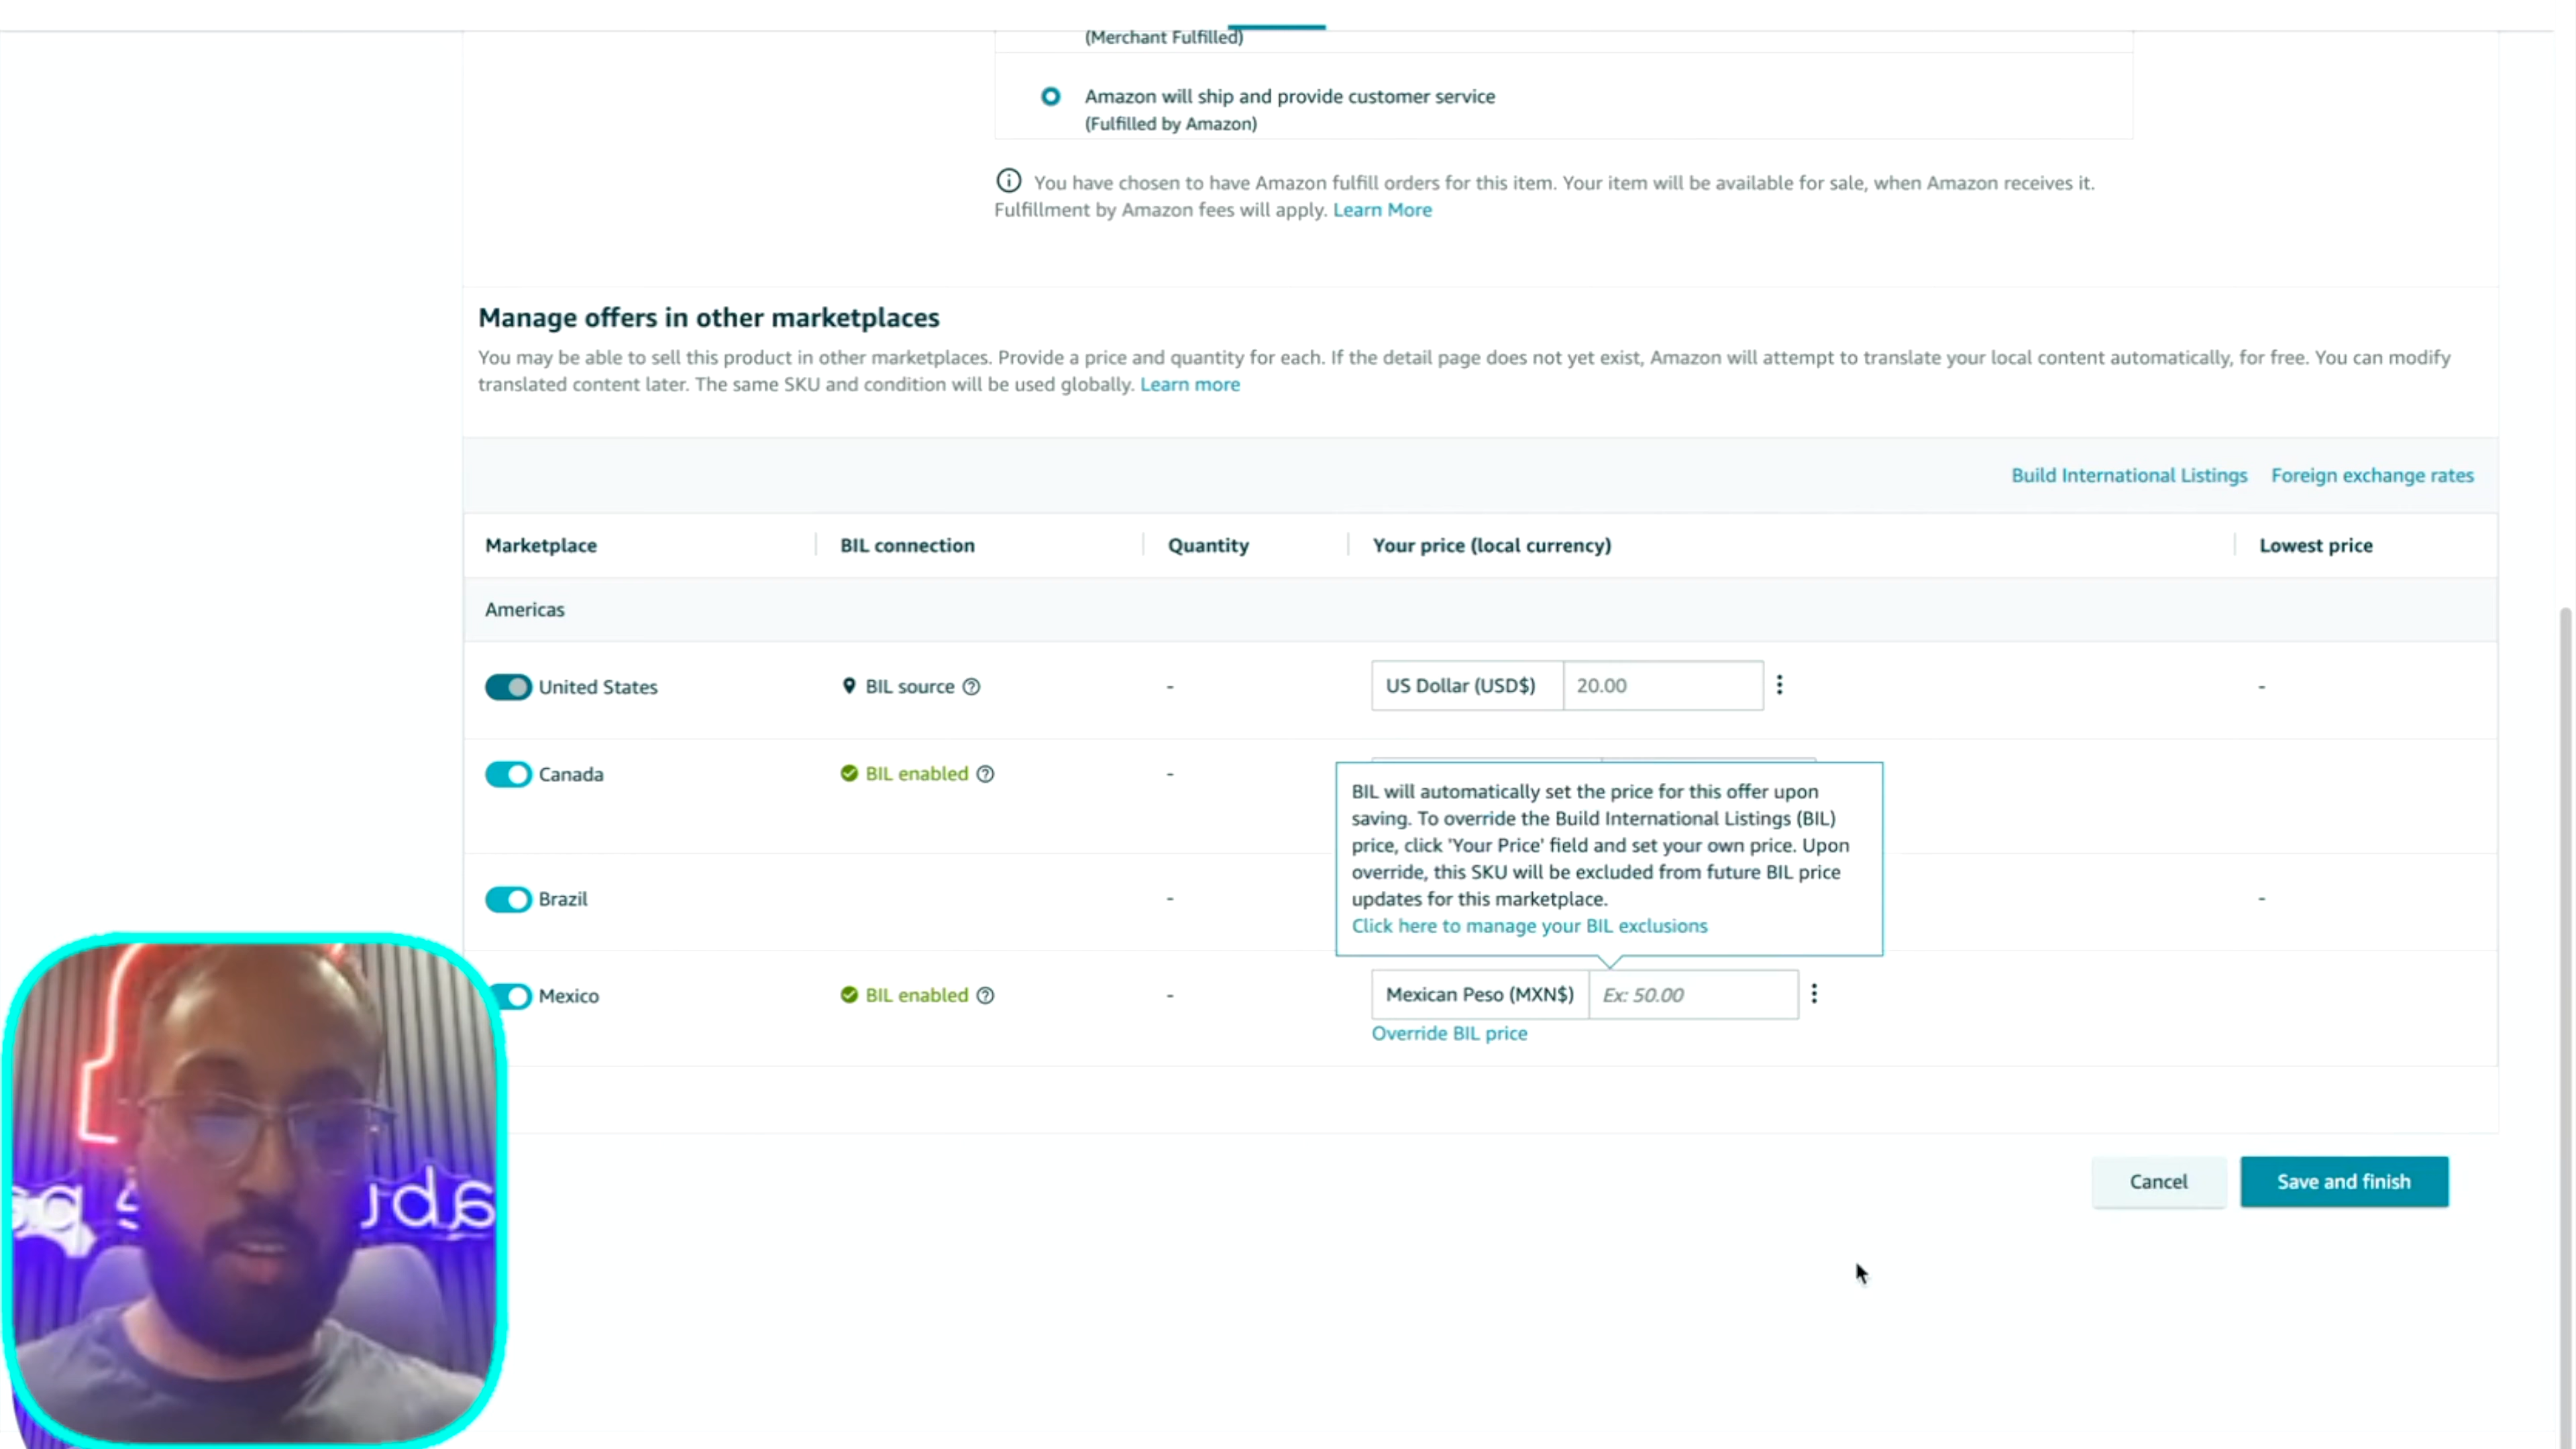 (Merchant Fulfilled)
Amazon will ship and provide customer service
(Fulfilled by Amazon)
You have chosen to have Amazon fulfill orders for this item. Your item will be available for sale, when Amazon receives it.
Fulfillment by Amazon fees will apply. Learn More
Manage offers in other marketplaces
You may be able to sell this product in other marketplaces. Provide a price and quantity for each. If the detail page does not yet exist, Amazon will attempt to translate your local content automatically, for free. You can modify
translated content later. The same SKU and condition will be used globally. Learn more
Build International Listings Foreign exchange rates
Marketplace BIL connection Quantity Your price (local currency) Lowest price
Americas
United States BIL source - US Dollar (USD$) 20.00 -
Canada BIL enabled -
BIL will automatically set the price for this offer upon
saving. To override the Build International Listings (BIL)
price, click 'Your Price' field and set your own price. Upon
override, this SKU will be excluded from future BIL price
updates for this marketplace.
Click here to manage your BIL exclusions
Brazil - -
Mexico BIL enabled - Mexican Peso (MXN$) Ex: 50.00
Override BIL price
Cancel Save and finish